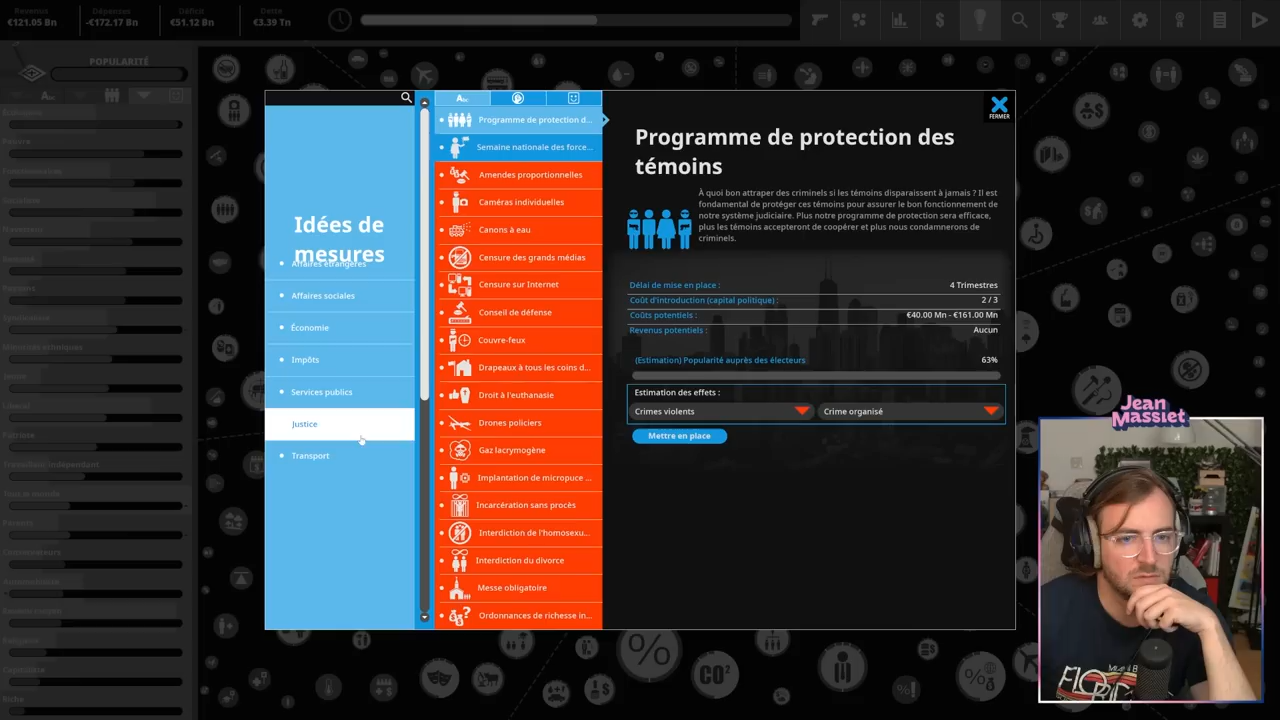 Revenus
Dépenses
Déficit
Dette
€121.05 Bn
-€172.17 Bn
€51.12 Bn
€3.39 Tn
POPULARITÉ
Idées de
mesures
Affaires étrangères
Affaires sociales
Économie
Impôts
Services publics
Justice
Transport
Abc
Programme de protection d...
Semaine nationale des force...
Amendes proportionnelles
Caméras individuelles
Canons à eau
Censure des grands médias
Censure sur Internet
Conseil de défense
Couvre-feux
Drapeaux à tous les coins d...
Droit à l'euthanasie
Drones policiers
Gaz lacrymogène
Implantation de micropuce ...
Incarcération sans procès
Interdiction de l'homosexu...
Interdiction du divorce
Messe obligatoire
Ordonnances de richesse in...
FERMER
Programme de protection des
témoins
À quoi bon attraper des criminels si les témoins disparaissent à jamais ? Il est
fondamental de protéger ces témoins pour assurer le bon fonctionnement de
notre système judiciaire. Plus notre programme de protection sera efficace,
plus les témoins accepteront de coopérer et plus nous condamnerons de
criminels.
Délai de mise en place : 4 Trimestres
Coût d'introduction (capital politique) : 2 / 3
Coûts potentiels : €40.00 Mn - €161.00 Mn
Revenus potentiels : Aucun
(Estimation) Popularité auprès des électeurs 63%
Estimation des effets :
Crimes violents
Crime organisé
Mettre en place
Jean
Massiet
CO²